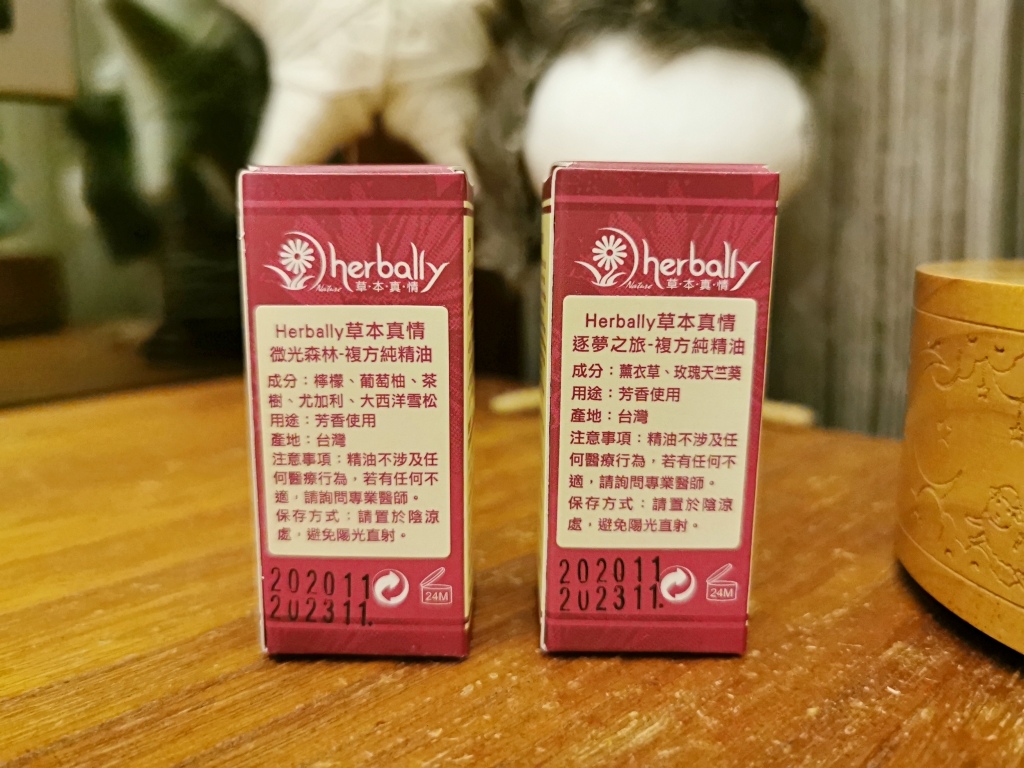 herbally
Nature 草·本·真·情
Herbally草本真情
微光森林-複方純精油
成分：檸檬、葡萄柚、茶
樹、尤加利、大西洋雪松
用途：芳香使用
產地：台灣
注意事項：精油不涉及任
何醫療行為，若有任何不
適，請詢問專業醫師。
保存方式：請置於陰涼
處，避免陽光直射。
202011
202311.
24M
herbally
Nature 草·本·真·情
Herbally草本真情
逐夢之旅-複方純精油
成分：薰衣草、玫瑰天竺葵
用途：芳香使用
產地：台灣
注意事項：精油不涉及任
何醫療行為，若有任何不
適，請詢問專業醫師。
保存方式：請置於陰涼
處，避免陽光直射。
202011
202311.
24M